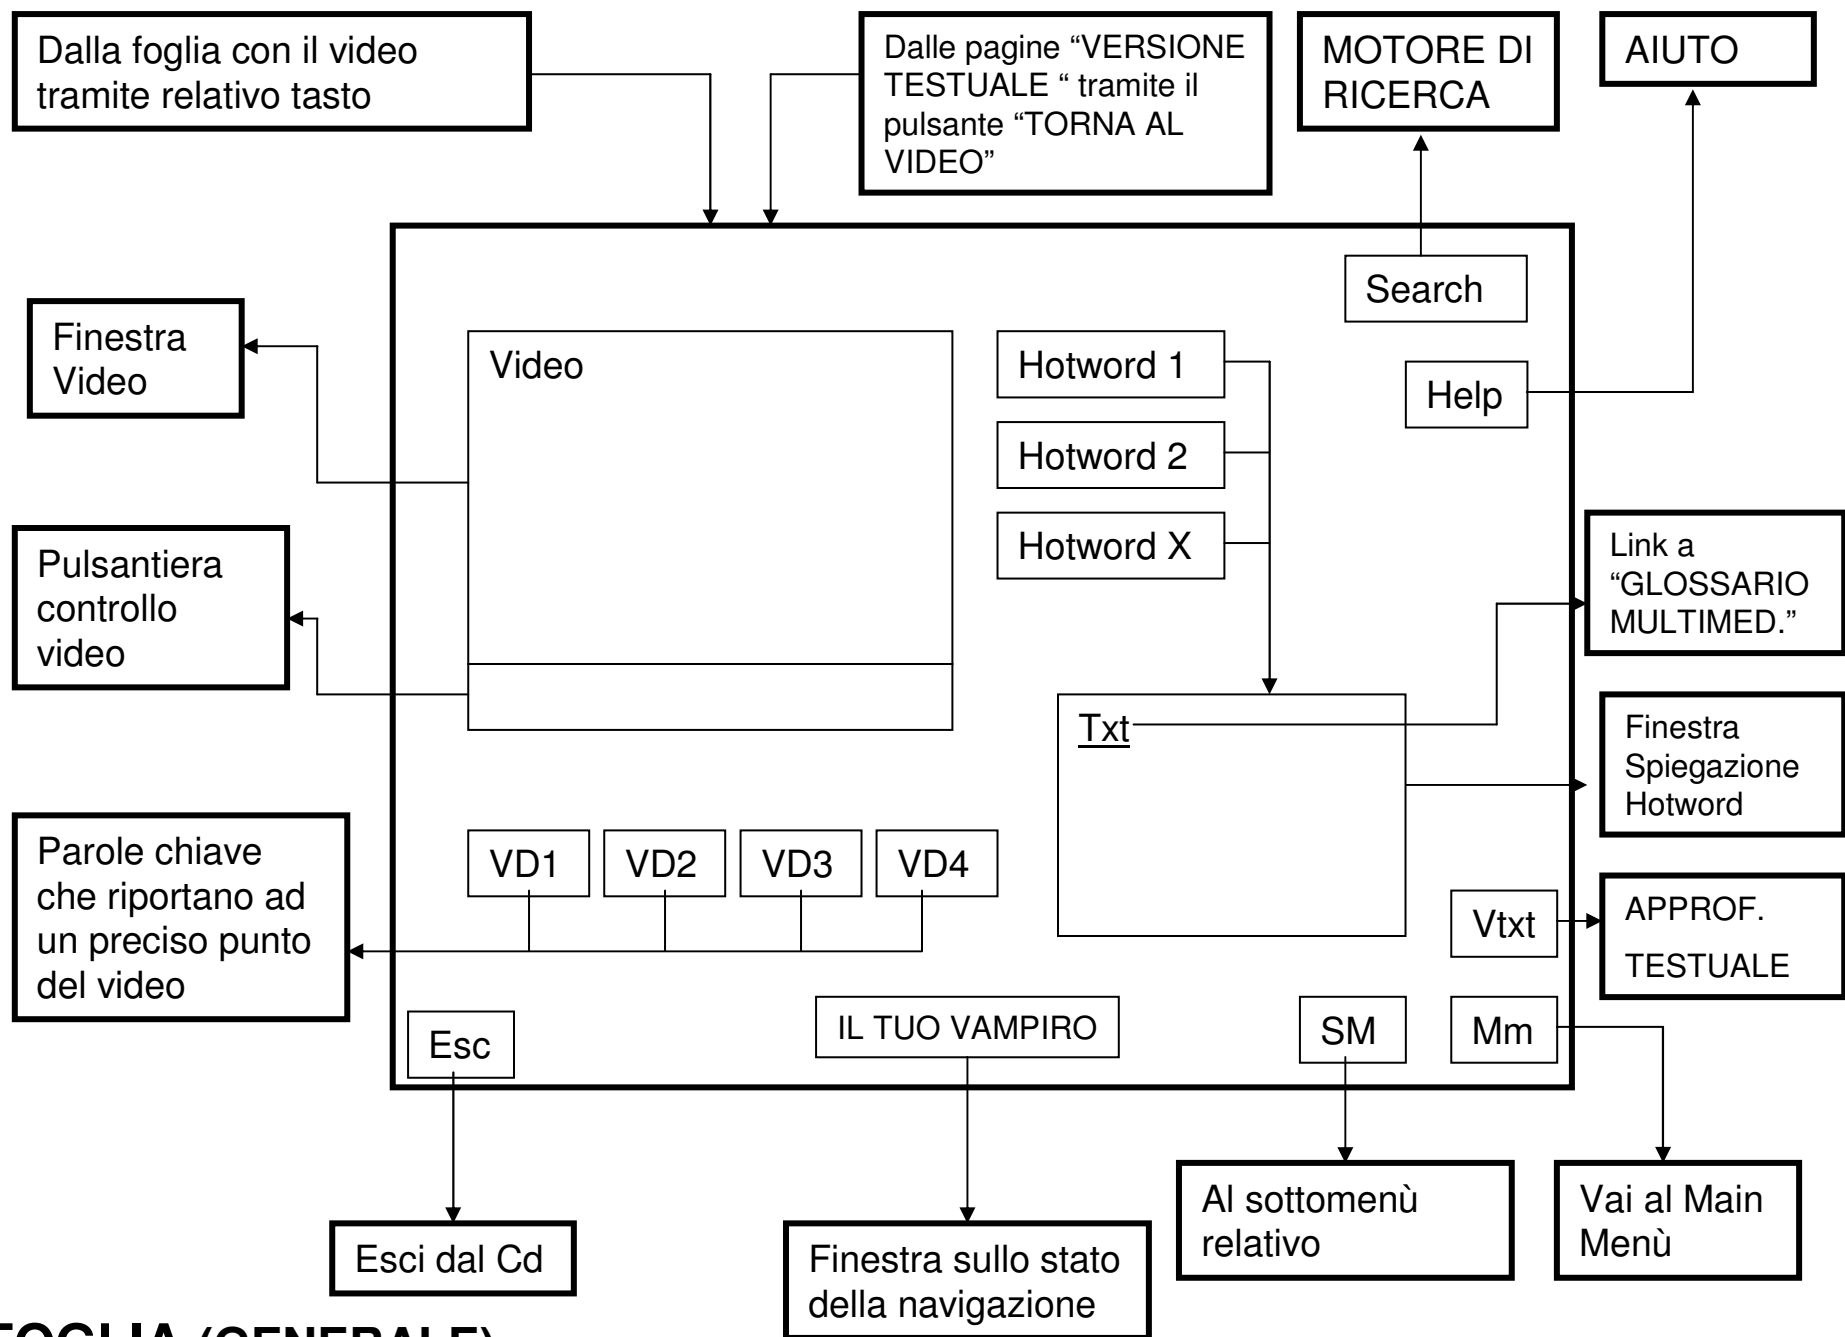 Dalla foglia con il video
tramite relativo tasto
Dalle pagine “VERSIONE
TESTUALE “ tramite il
pulsante “TORNA AL
VIDEO”
MOTORE DI
RICERCA
AIUTO
Search
Finestra
Video
Video
Hotword 1
Help
Hotword 2
Hotword X
Pulsantiera
controllo
video
Link a
“GLOSSARIO
MULTIMED.”
Txt
Finestra
Spiegazione
Hotword
Parole chiave
che riportano ad
un preciso punto
del video
VD1
VD2
VD3
VD4
Vtxt
APPROF.
TESTUALE
Esc
IL TUO VAMPIRO
SM
Mm
Esci dal Cd
Finestra sullo stato
della navigazione
Al sottomenù
relativo
Vai al Main
Menù
FOGLIA (GENERALE)